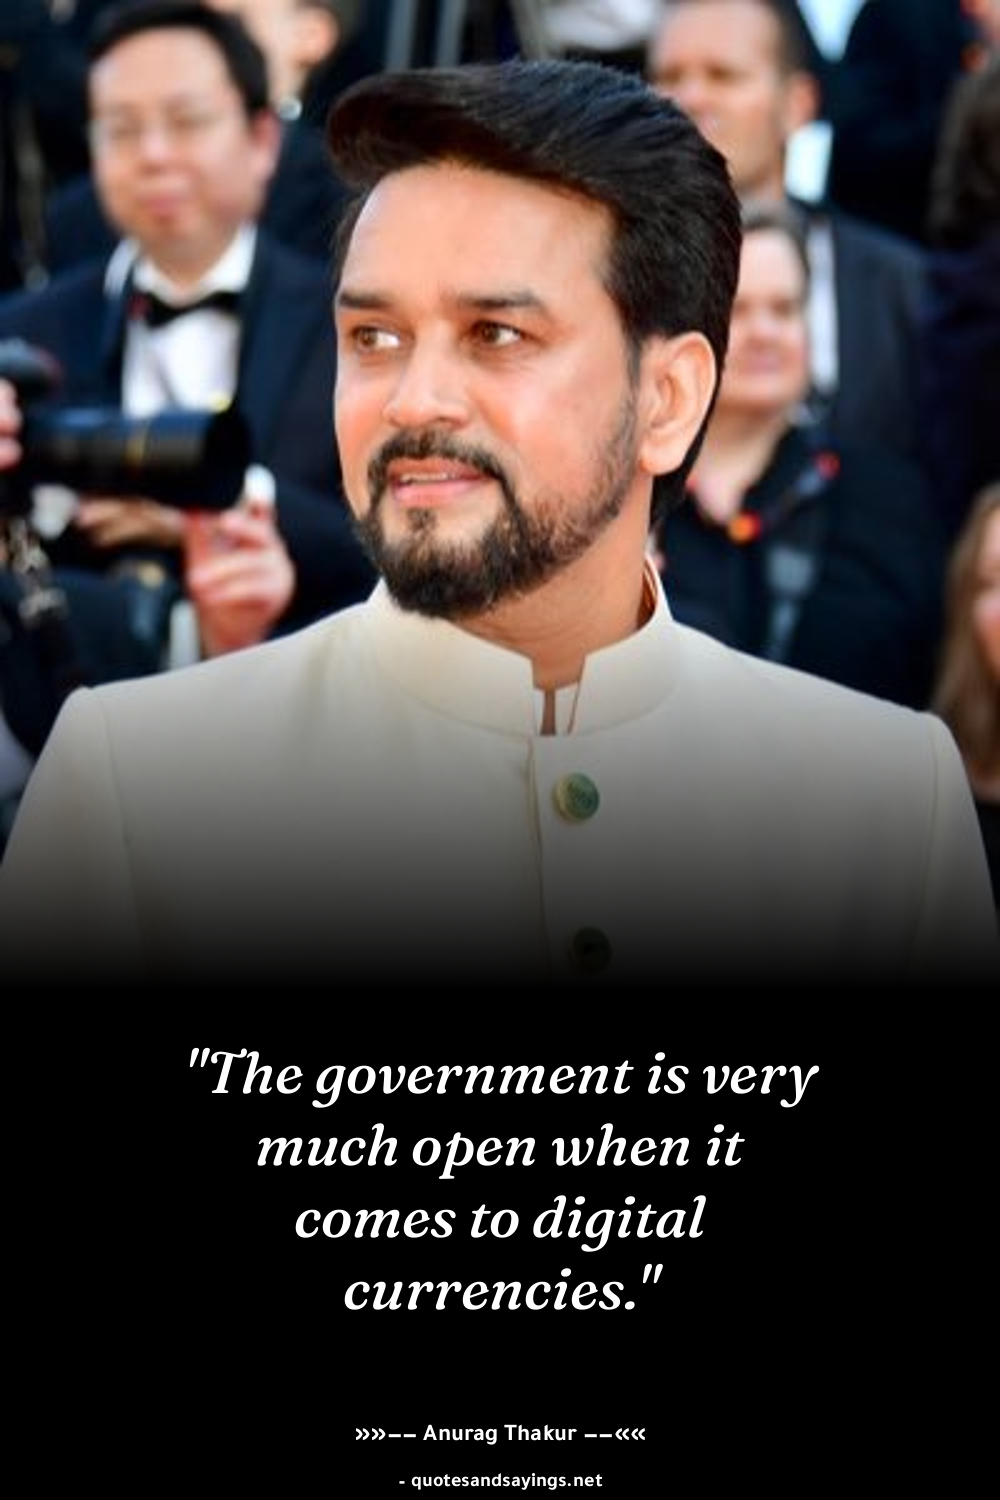 "The government is very
much open when it
comes to digital
currencies."
»»–– Anurag Thakur ––««
- quotesandsayings.net